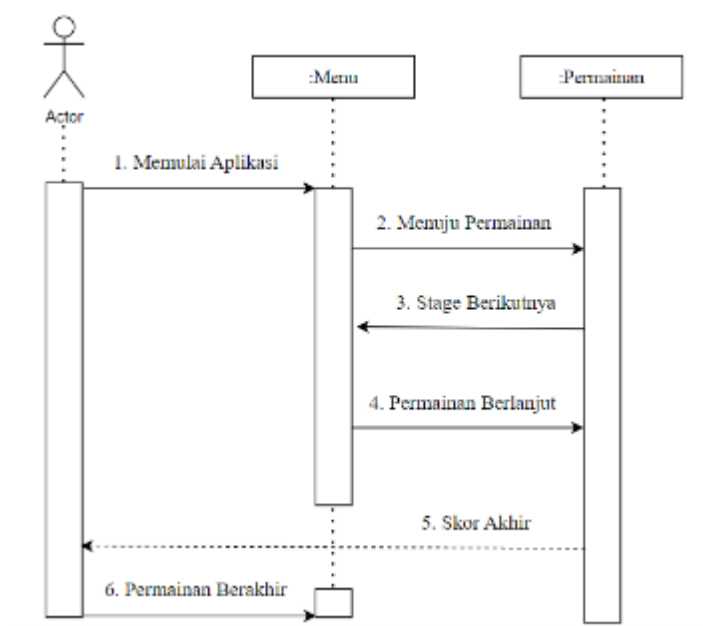 :Menu
:Permainan
Actor
1. Memulai Aplikasi
2. Menuju Permainan
3. Stage Berikutnya
4. Permainan Berlanjut
5. Skor Akhir
6. Permainan Berakhir